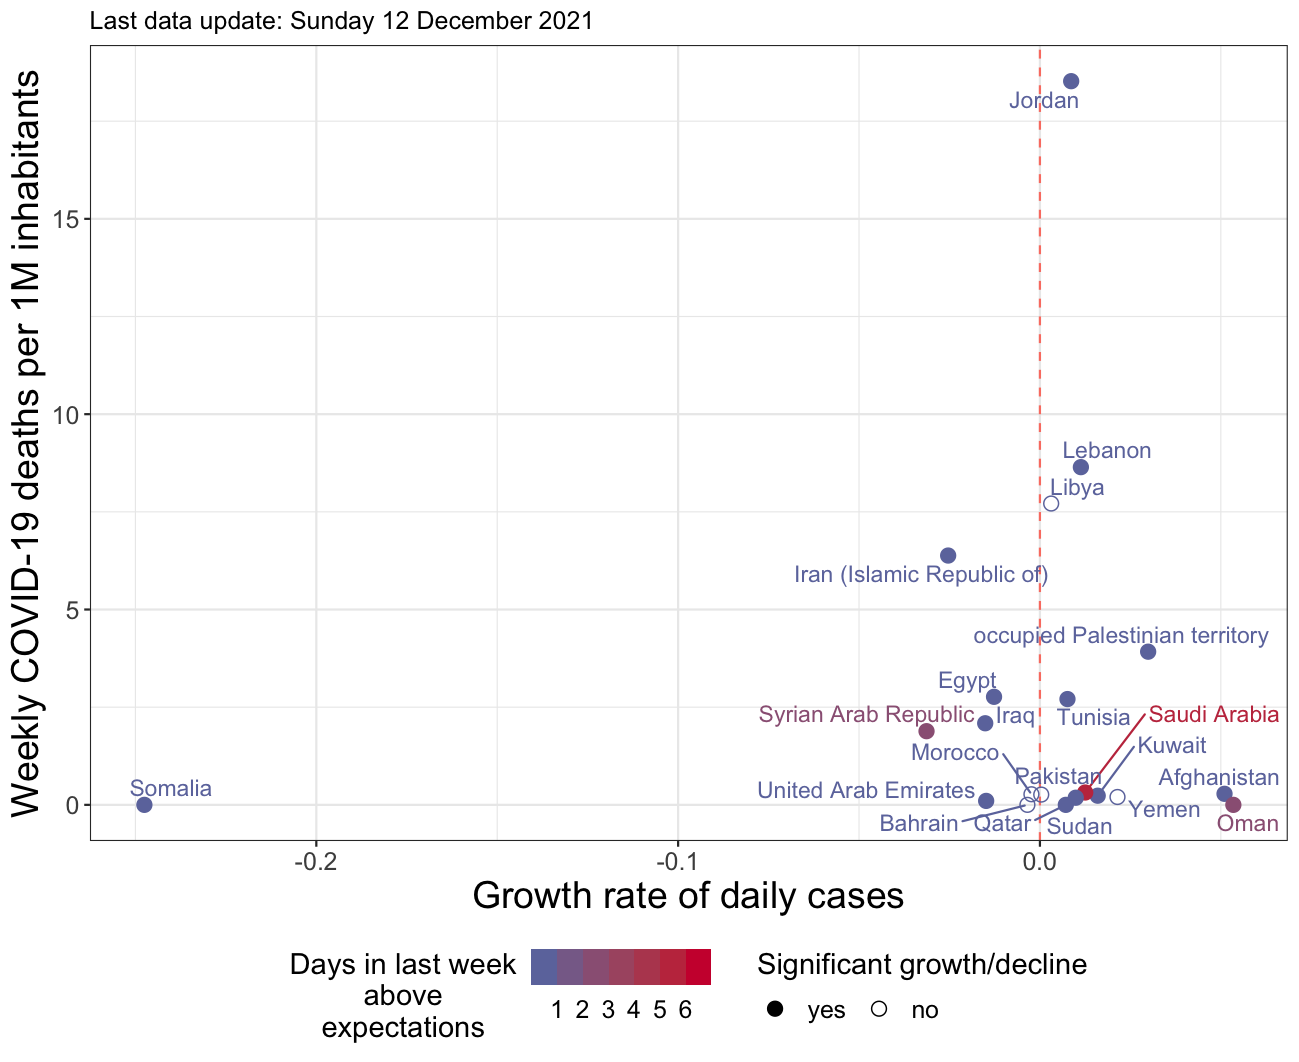 Last data update: Sunday 12 December 2021
Weekly COVID-19 deaths per 1M inhabitants
15
10
5
0
Jordan
Lebanon
Libya
Iran (Islamic Republic of)
occupied Palestinian territory
Egypt
Syrian Arab Republic
Iraq
Tunisia
Saudi Arabia
Morocco
Kuwait
Pakistan
Afghanistan
Somalia
United Arab Emirates
Yemen
Bahrain
Qatar
Sudan
Oman
-0.2
-0.1
0.0
Growth rate of daily cases
Days in last week
above
expectations
1 2 3 4 5 6
Significant growth/decline
yes
no